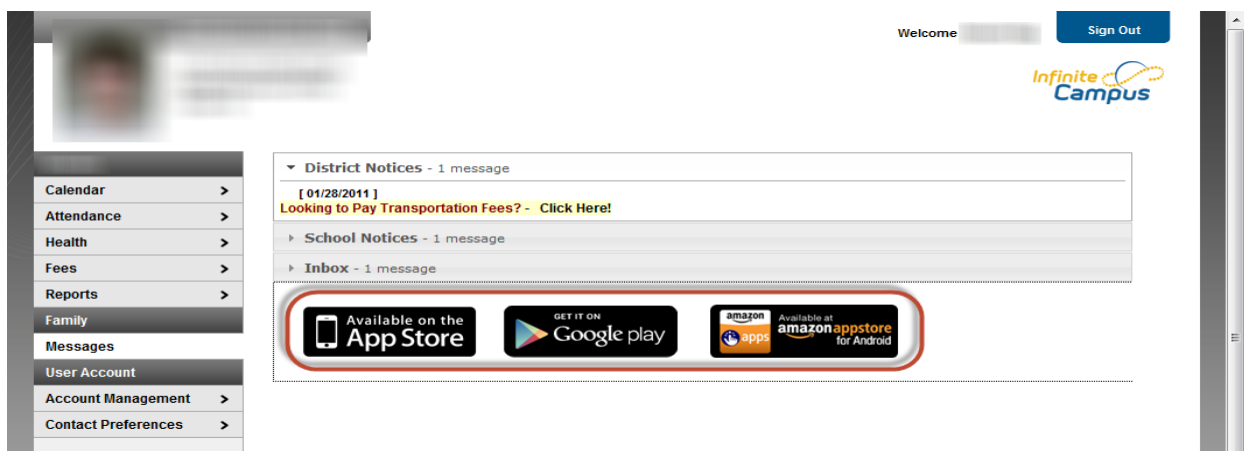 Welcome
Sign Out
Infinite
Campus
Calendar
Attendance
Health
Fees
Reports
Family
Messages
User Account
Account Management
Contact Preferences
District Notices - 1 message
[ 01/28/2011 ]
Looking to Pay Transportation Fees? - Click Here!
School Notices - 1 message
Inbox - 1 message
Available on the
App Store
GET IT ON
Google play
amazon
apps
Available at
amazon appstore
for Android